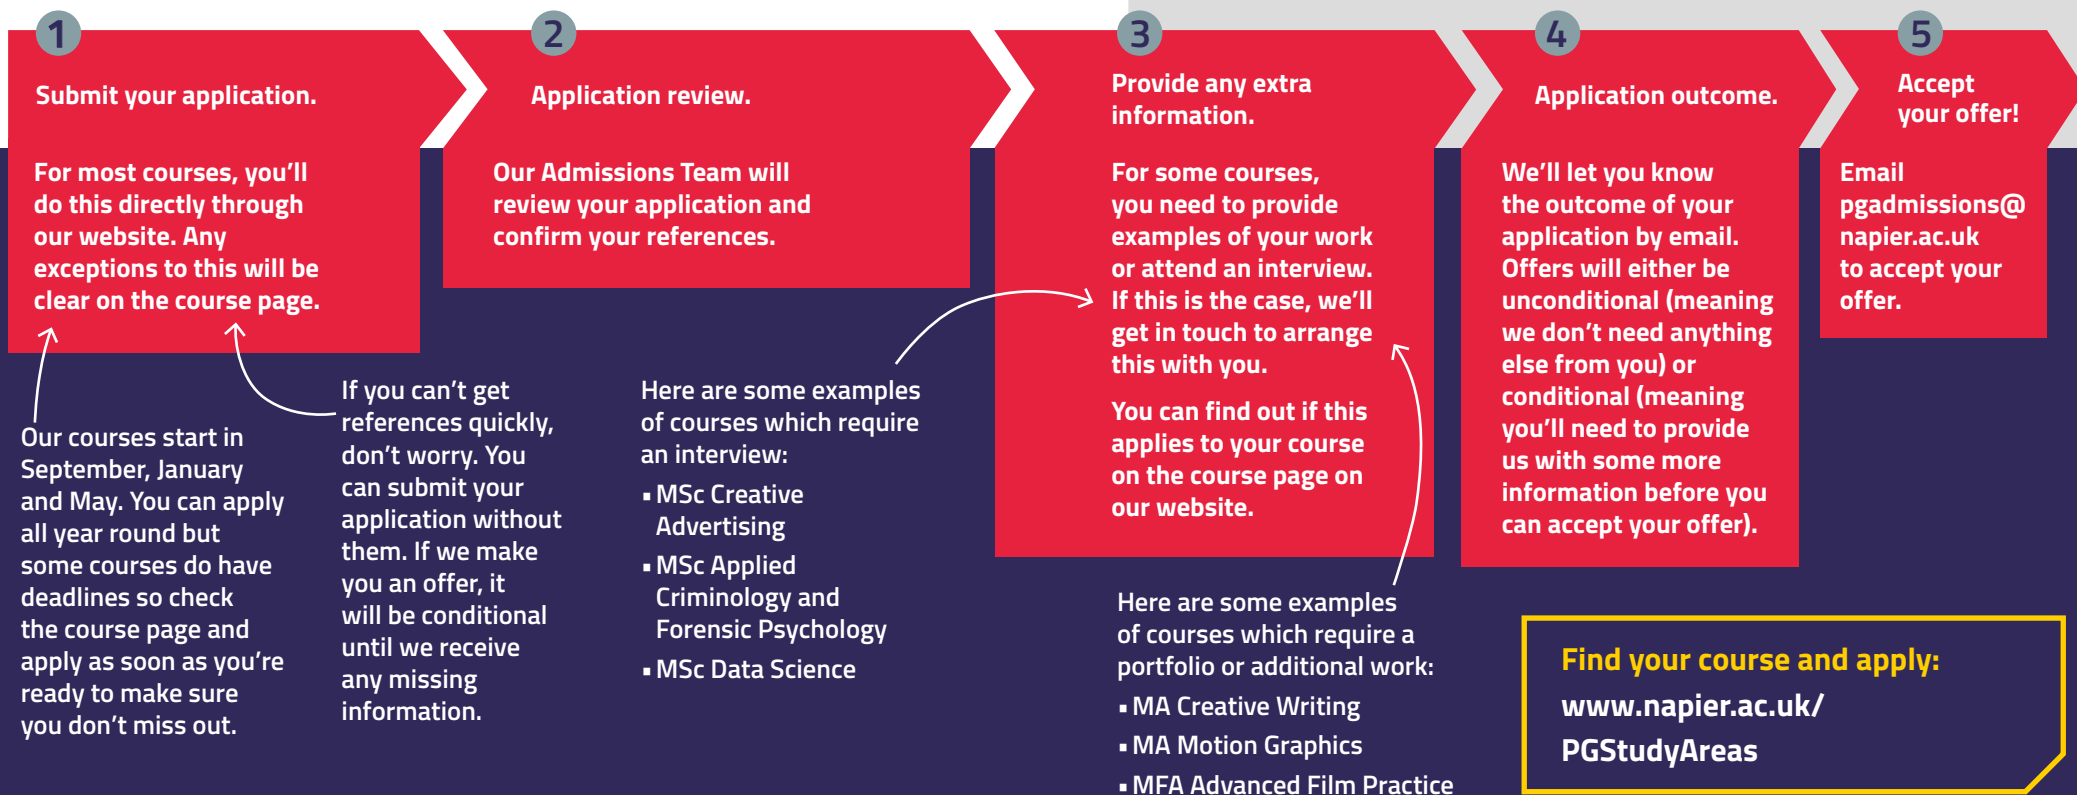 1
Submit your application.
For most courses, you'll
do this directly through
our website. Any
exceptions to this will be
clear on the course page.
Our courses start in
September, January
and May. You can apply
all year round but
some courses do have
deadlines so check
the course page and
apply as soon as you're
ready to make sure
you don't miss out.
If you can't get
references quickly,
don't worry. You
can submit your
application without
them. If we make
you an offer, it
will be conditional
until we receive
any missing
information.
2
Application review.
Our Admissions Team will
review your application and
confirm your references.
Here are some examples
of courses which require
an interview:
▪ MSc Creative
Advertising
▪ MSc Applied
Criminology and
Forensic Psychology
▪ MSc Data Science
3
Provide any extra
information.
For some courses,
you need to provide
examples of your work
or attend an interview.
If this is the case, we'll
get in touch to arrange
this with you.
You can find out if this
applies to your course
on the course page on
our website.
Here are some examples
of courses which require a
portfolio or additional work:
▪ MA Creative Writing
▪ MA Motion Graphics
▪ MFA Advanced Film Practice
4
Application outcome.
We'll let you know
the outcome of your
application by email.
Offers will either be
unconditional (meaning
we don't need anything
else from you) or
conditional (meaning
you'll need to provide
us with some more
information before you
can accept your offer).
5
Accept
your offer!
Email
pgadmissions@
napier.ac.uk
to accept your
offer.
Find your course and apply:
www.napier.ac.uk/
PGStudyAreas